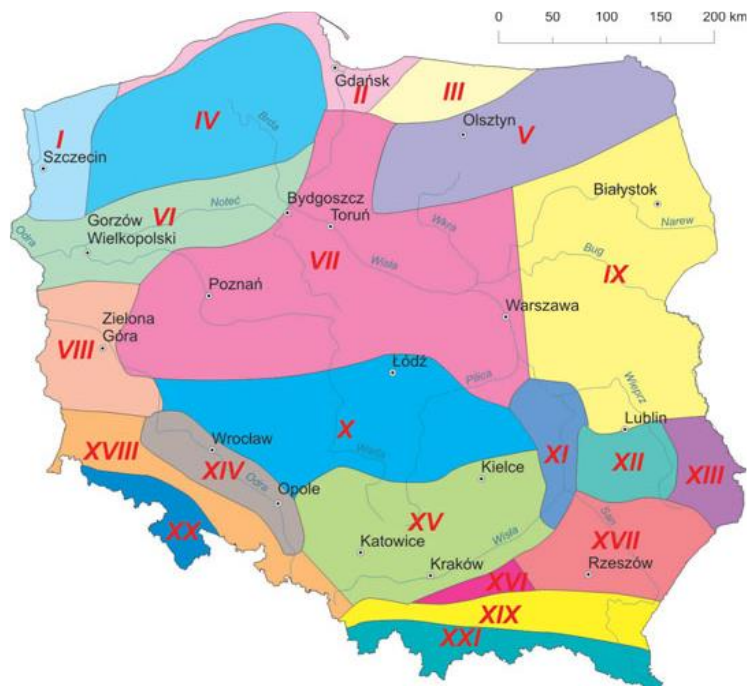 0 50 100 150 200 km
Gdańsk
II
III
I
IV
Brda
Olsztyn
V
Szczecin
Białystok
Bydgoszcz
Toruń
Noteć
VI
Gorzów
Wielkopolski
Odra
Wkra
Narew
Bug
VII
Wisła
IX
Poznań
Warszawa
Zielona
Góra
VIII
Łódź
Pilica
Wieprz
Lublin
X
Warta
XVIII
Wrocław
XIV
Odra
Opole
Kielce
XI
XII
XIII
XX
XV
Wisła
San
XVII
Katowice
Kraków
XVI
Rzeszów
XIX
XXI